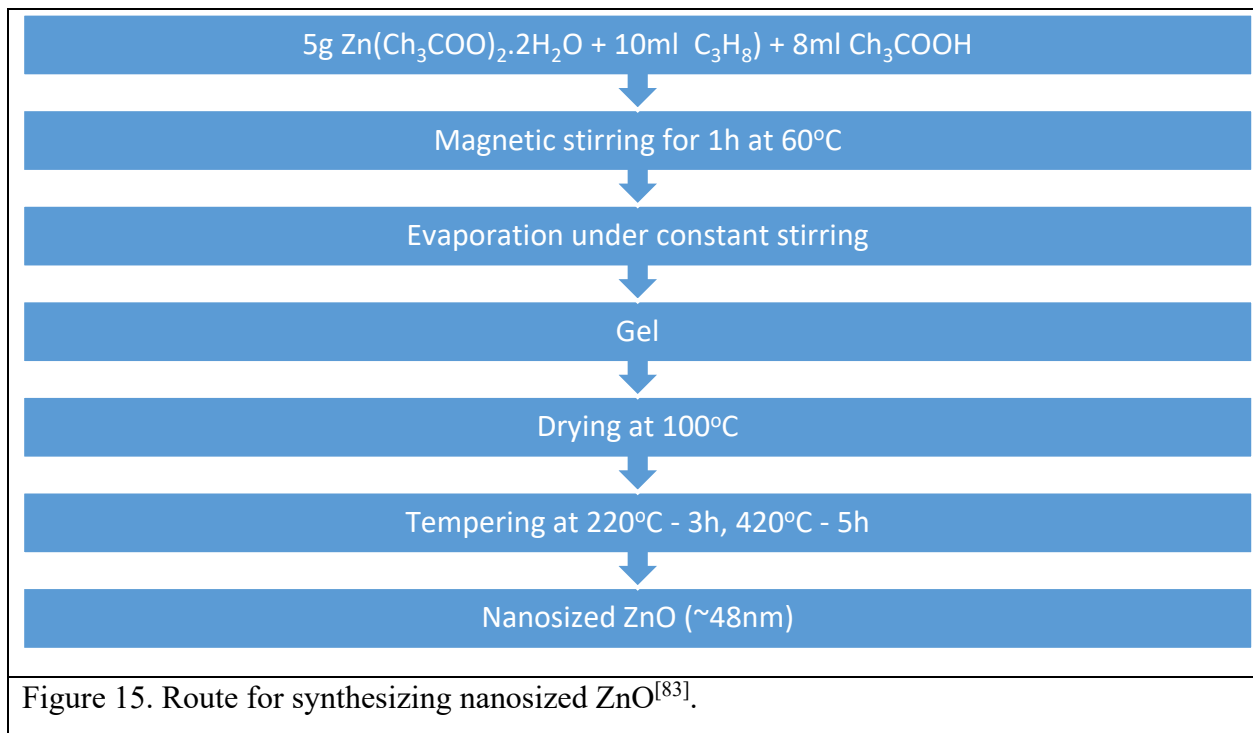 5g Zn(Ch₃COO)₂.2H₂O + 10ml  C₃H₈) + 8ml Ch₃COOH
Magnetic stirring for 1h at 60ᵒC
Evaporation under constant stirring
Gel
Drying at 100ᵒC
Tempering at 220ᵒC - 3h, 420ᵒC - 5h
Nanosized ZnO (~48nm)
Figure 15. Route for synthesizing nanosized ZnO[83].